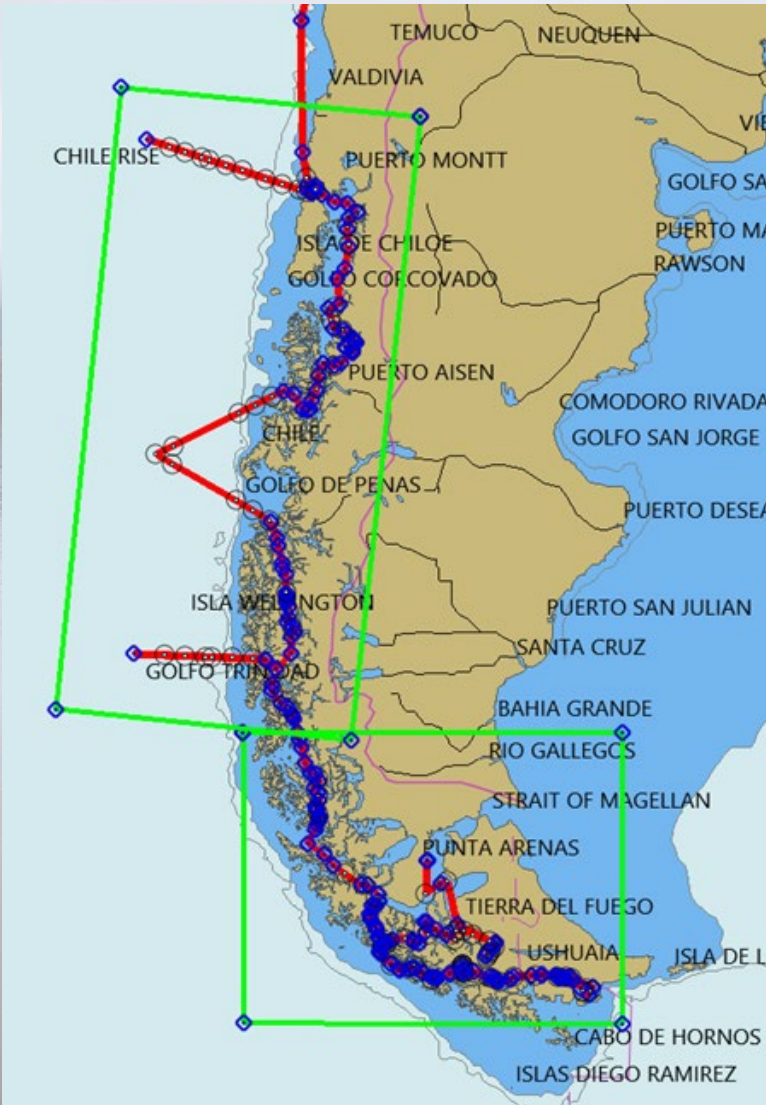 TEMUCO
NEUQUEN
VALDIVIA
CHILE RISE
PUERTO MONTT
GOLFO SA
ISLA DE CHILOE
PUERTO MA
GOLFO CORCOVADO
RAWSON
PUERTO AISEN
COMODORO RIVADA
CHILE
GOLFO SAN JORGE
GOLFO DE PENAS
PUERTO DESEA
ISLA WELLINGTON
PUERTO SAN JULIAN
SANTA CRUZ
GOLFO TRINIDAD
BAHIA GRANDE
RIO GALLEGOS
STRAIT OF MAGELLAN
PUNTA ARENAS
TIERRA DEL FUEGO
USHUAIA
ISLA DE L
CABO DE HORNOS
ISLAS DIEGO RAMIREZ